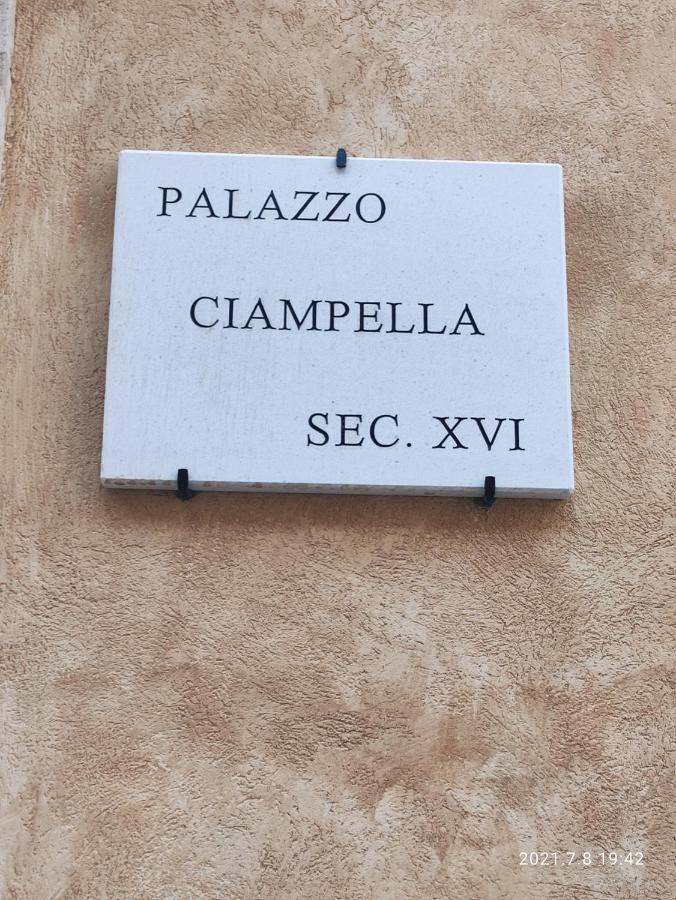 PALAZZO
CIAMPELLA
SEC. XVI
2021.7.8 19:42